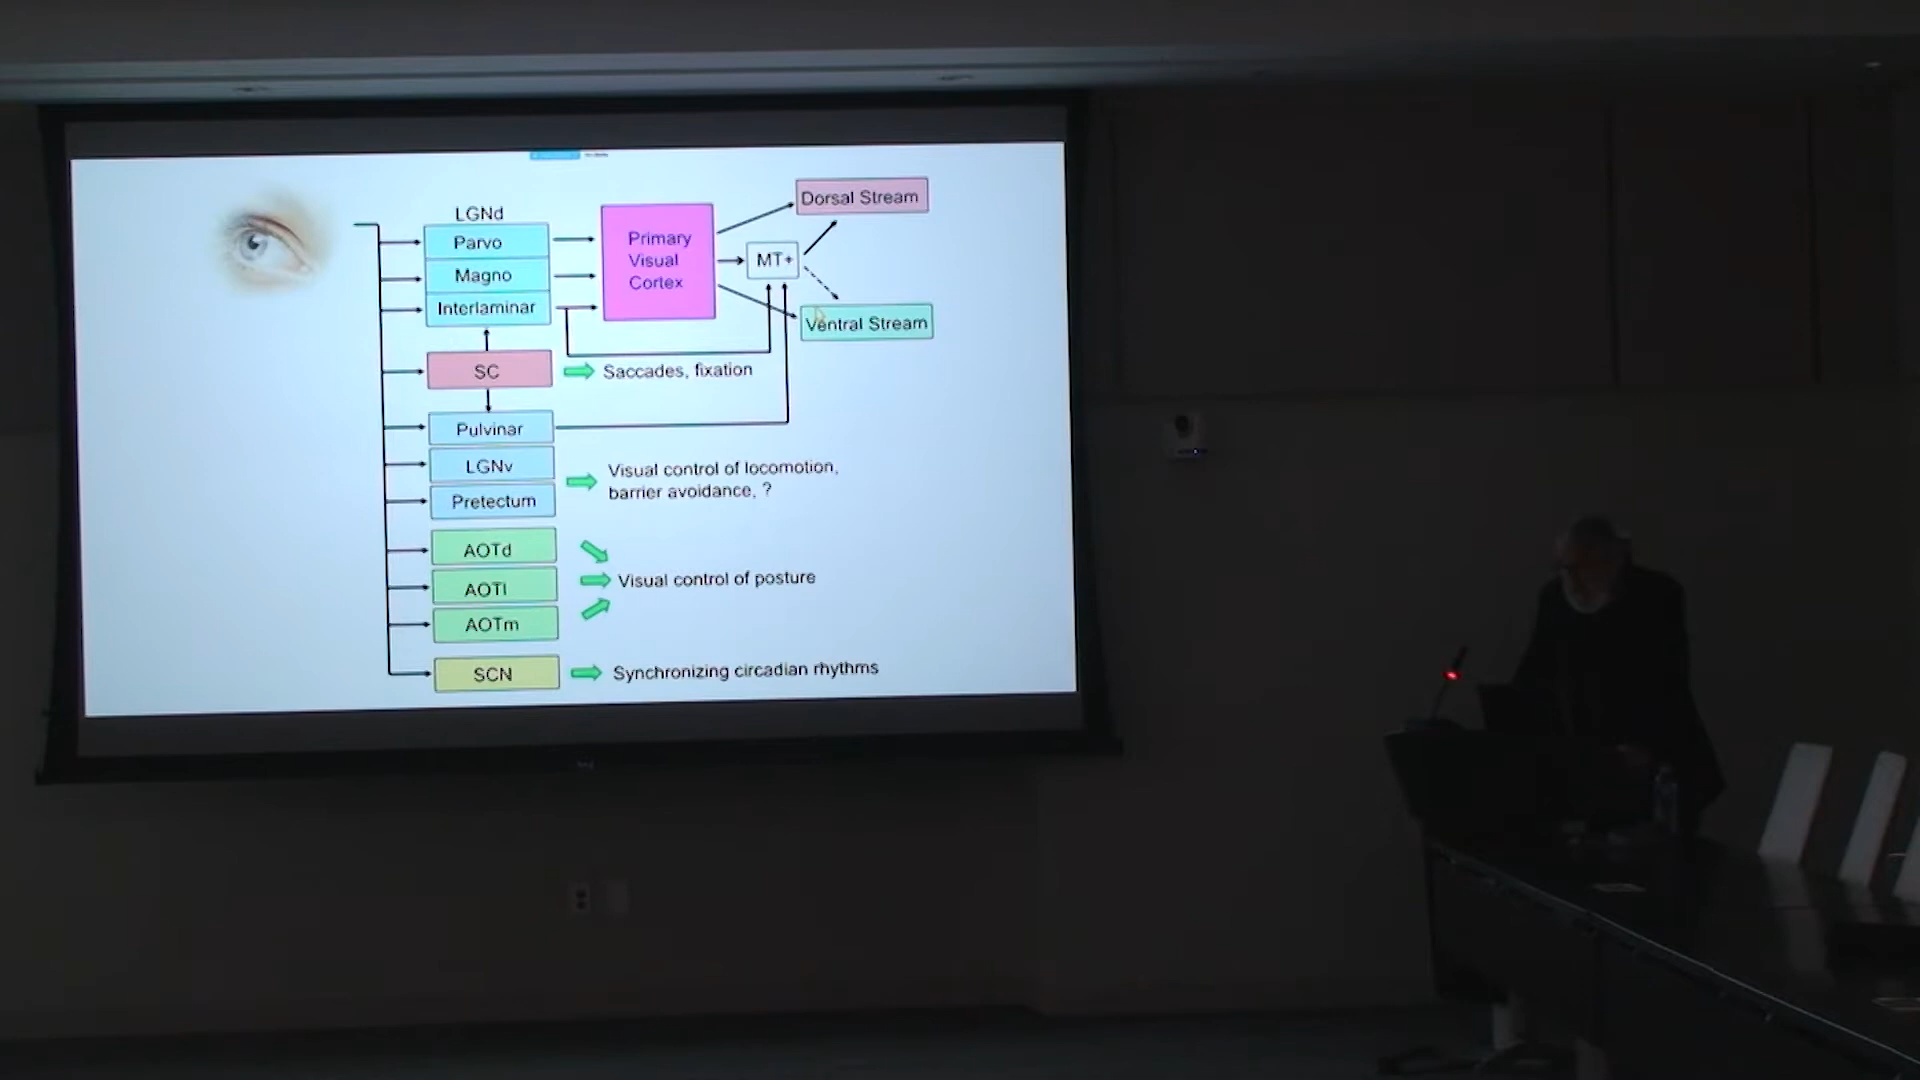 LGNd
Parvo
Magno
Interlaminar
Primary
Visual
Cortex
Dorsal Stream
MT+
Ventral Stream
SC
Saccades, fixation
Pulvinar
LGNv
Pretectum
Visual control of locomotion,
barrier avoidance, ?
AOTd
AOTl
AOTm
Visual control of posture
SCN
Synchronizing circadian rhythms